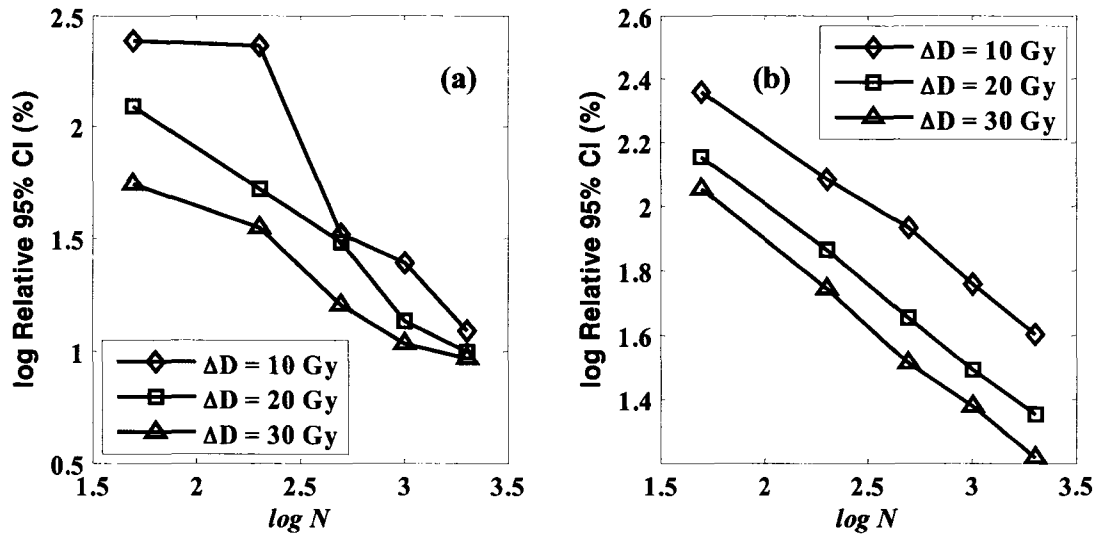 2.5
2
1.5
1
0.5
log Relative 95% CI (%)
(a)
ΔD = 10 Gy
ΔD = 20 Gy
ΔD = 30 Gy
1.5
2
2.5
3
3.5
log N
2.6
2.4
2.2
2
1.8
1.6
1.4
log Relative 95% CI (%)
(b)
ΔD = 10 Gy
ΔD = 20 Gy
ΔD = 30 Gy
1.5
2
2.5
3
3.5
log N